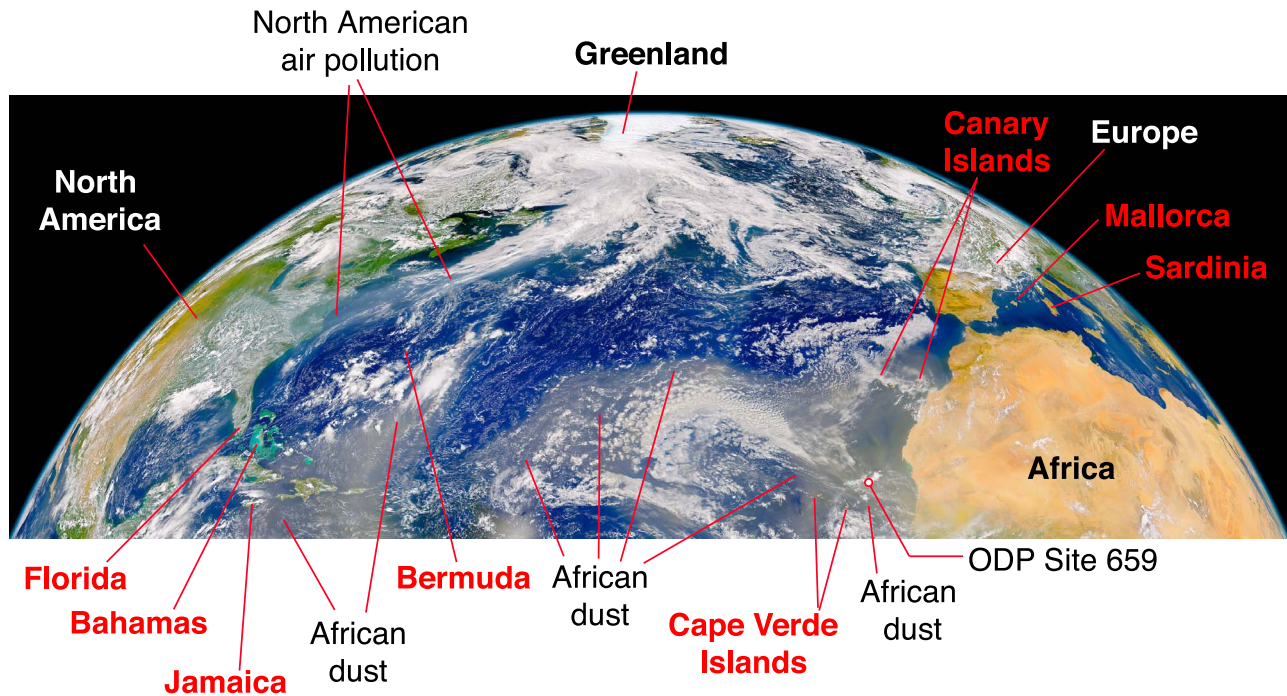 North American
air pollution
Greenland
Canary
Islands
Europe
North
America
Mallorca
Sardinia
Africa
ODP Site 659
Florida
Bermuda
African
dust
African
dust
Bahamas
Cape Verde
Islands
African
dust
Jamaica